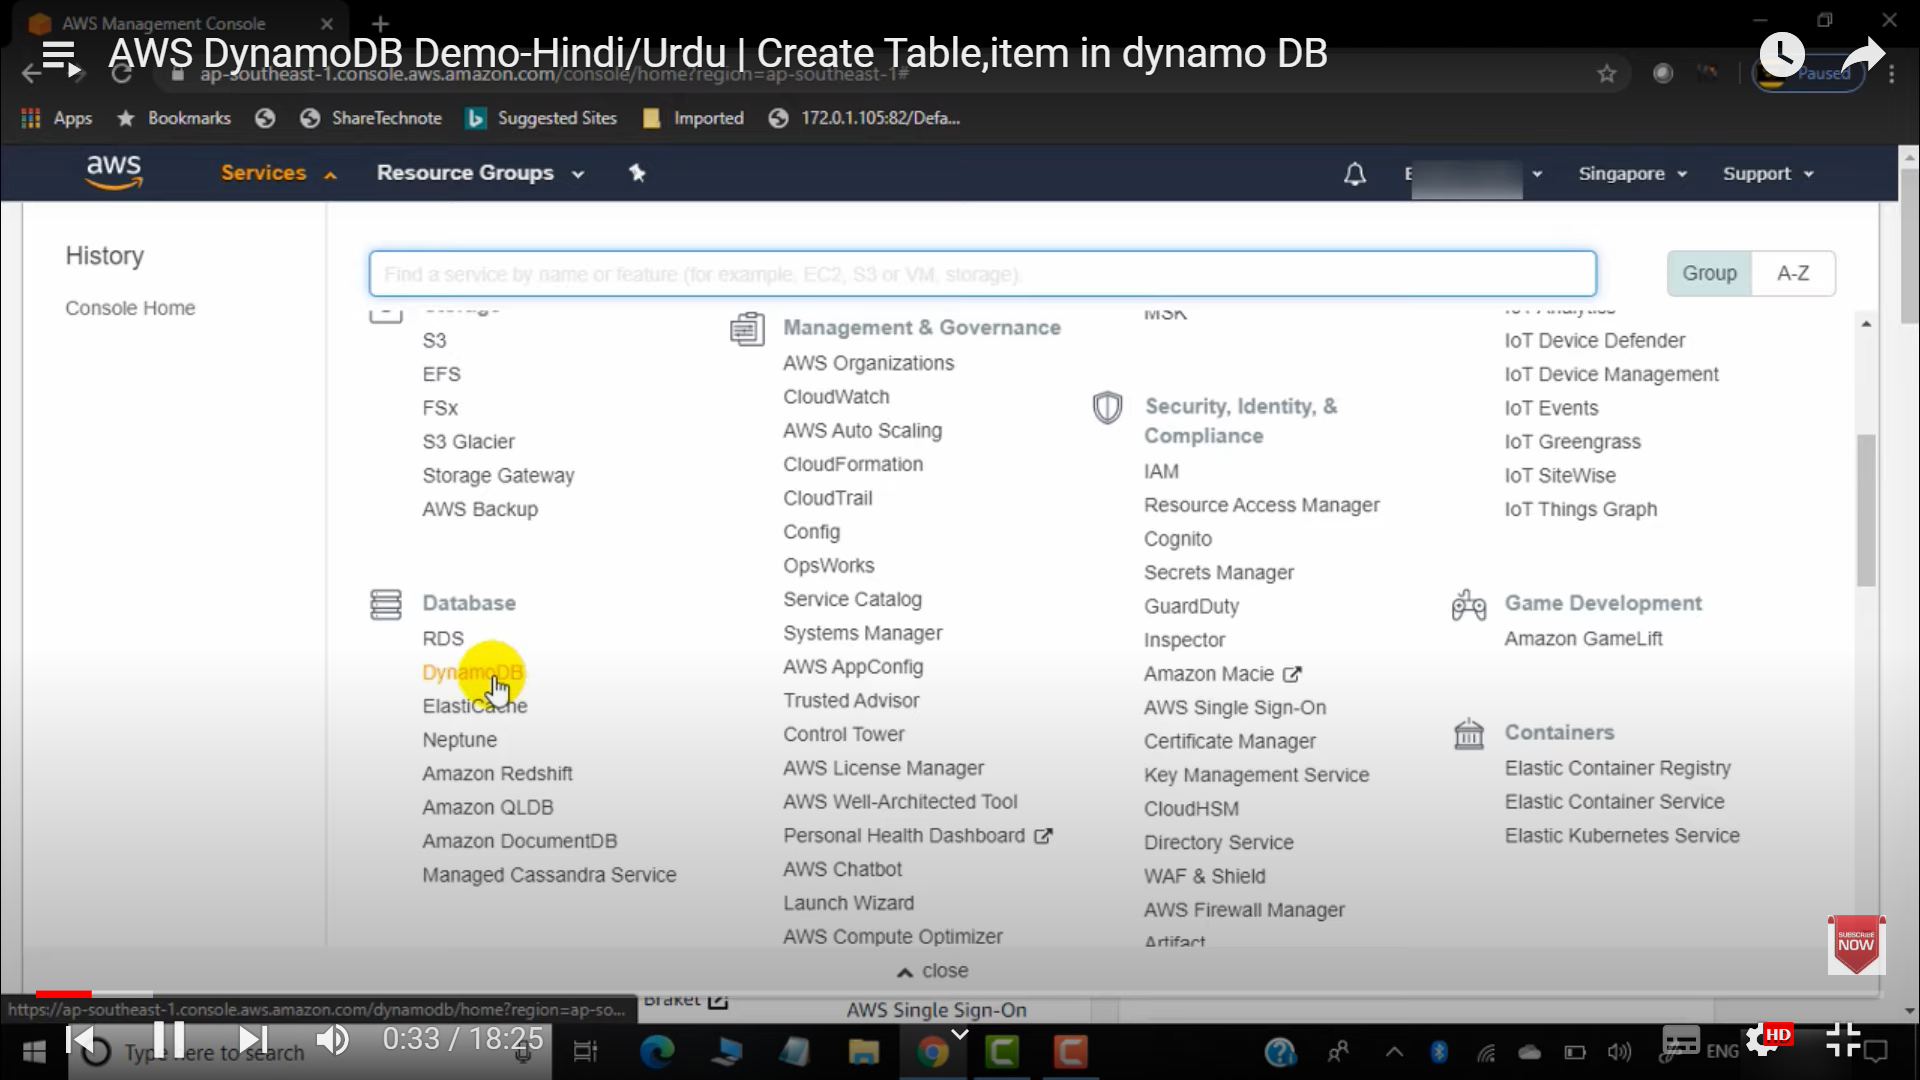 AWS Management Console
AWS DynamoDB Demo-Hindi/Urdu | Create Table,item in dynamo DB
ap-southeast-1.console.aws.amazon.com/console/home?region=ap-southeast-1#
Paused
Apps
Bookmarks
ShareTechnote
Suggested Sites
Imported
172.0.1.105:82/Defa...
aws
Services
Resource Groups
Singapore
Support
History
Console Home
Find a service by name or feature (for example, EC2, S3 or VM, storage).
Group
A-Z
Storage
S3
EFS
FSx
S3 Glacier
Storage Gateway
AWS Backup
Database
RDS
DynamoDB
ElastiCache
Neptune
Amazon Redshift
Amazon QLDB
Amazon DocumentDB
Managed Cassandra Service
Management & Governance
AWS Organizations
CloudWatch
AWS Auto Scaling
CloudFormation
CloudTrail
Config
OpsWorks
Service Catalog
Systems Manager
AWS AppConfig
Trusted Advisor
Control Tower
AWS License Manager
AWS Well-Architected Tool
Personal Health Dashboard
AWS Chatbot
Launch Wizard
AWS Compute Optimizer
MSK
Security, Identity, &
Compliance
IAM
Resource Access Manager
Cognito
Secrets Manager
GuardDuty
Inspector
Amazon Macie
AWS Single Sign-On
Certificate Manager
Key Management Service
CloudHSM
Directory Service
WAF & Shield
AWS Firewall Manager
Artifact
IoT Analytics
IoT Device Defender
IoT Device Management
IoT Events
IoT Greengrass
IoT SiteWise
IoT Things Graph
Game Development
Amazon GameLift
Containers
Elastic Container Registry
Elastic Container Service
Elastic Kubernetes Service
SUBSCRIBE
NOW
close
https://ap-southeast-1.console.aws.amazon.com/dynamodb/home?region=ap-so...
Braket
AWS Single Sign-On
0:33 / 18:25
Type here to search
HD
ENG